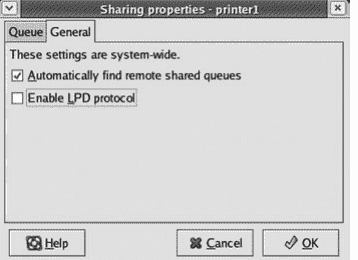 Sharing properties - printer1
Queue General
These settings are system-wide.
Automatically find remote shared queues
Enable LPD protocol
Help Cancel OK